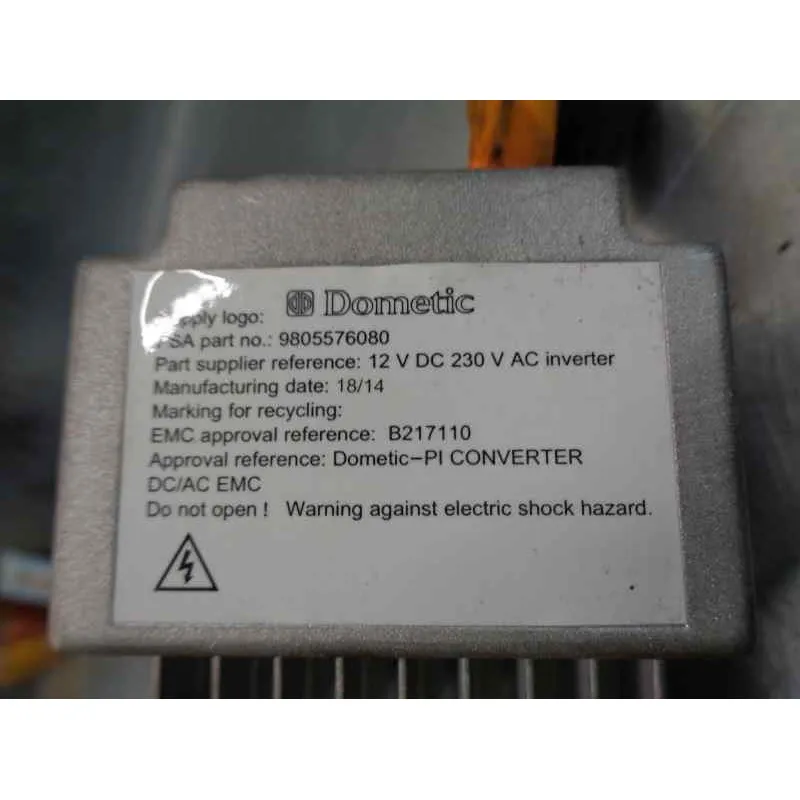 Dometic
logo:
part no.: 9805576080
Part supplier reference: 12 V DC 230 V AC inverter
Manufacturing date: 18/14
Marking for recycling:
EMC approval reference: B217110
Approval reference: Dometic-PI CONVERTER
DC/AC EMC
Do not open ! Warning against electric shock hazard.